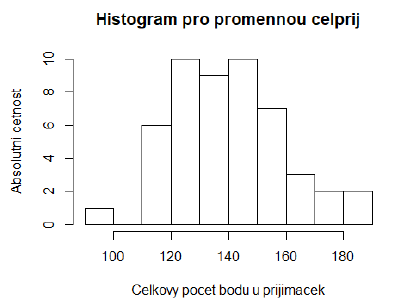 Histogram pro promennou celprij
Absolutni cetnost
10
8
6
4
2
0
100 120 140 160 180
Celkovy pocet bodu u prijimacek